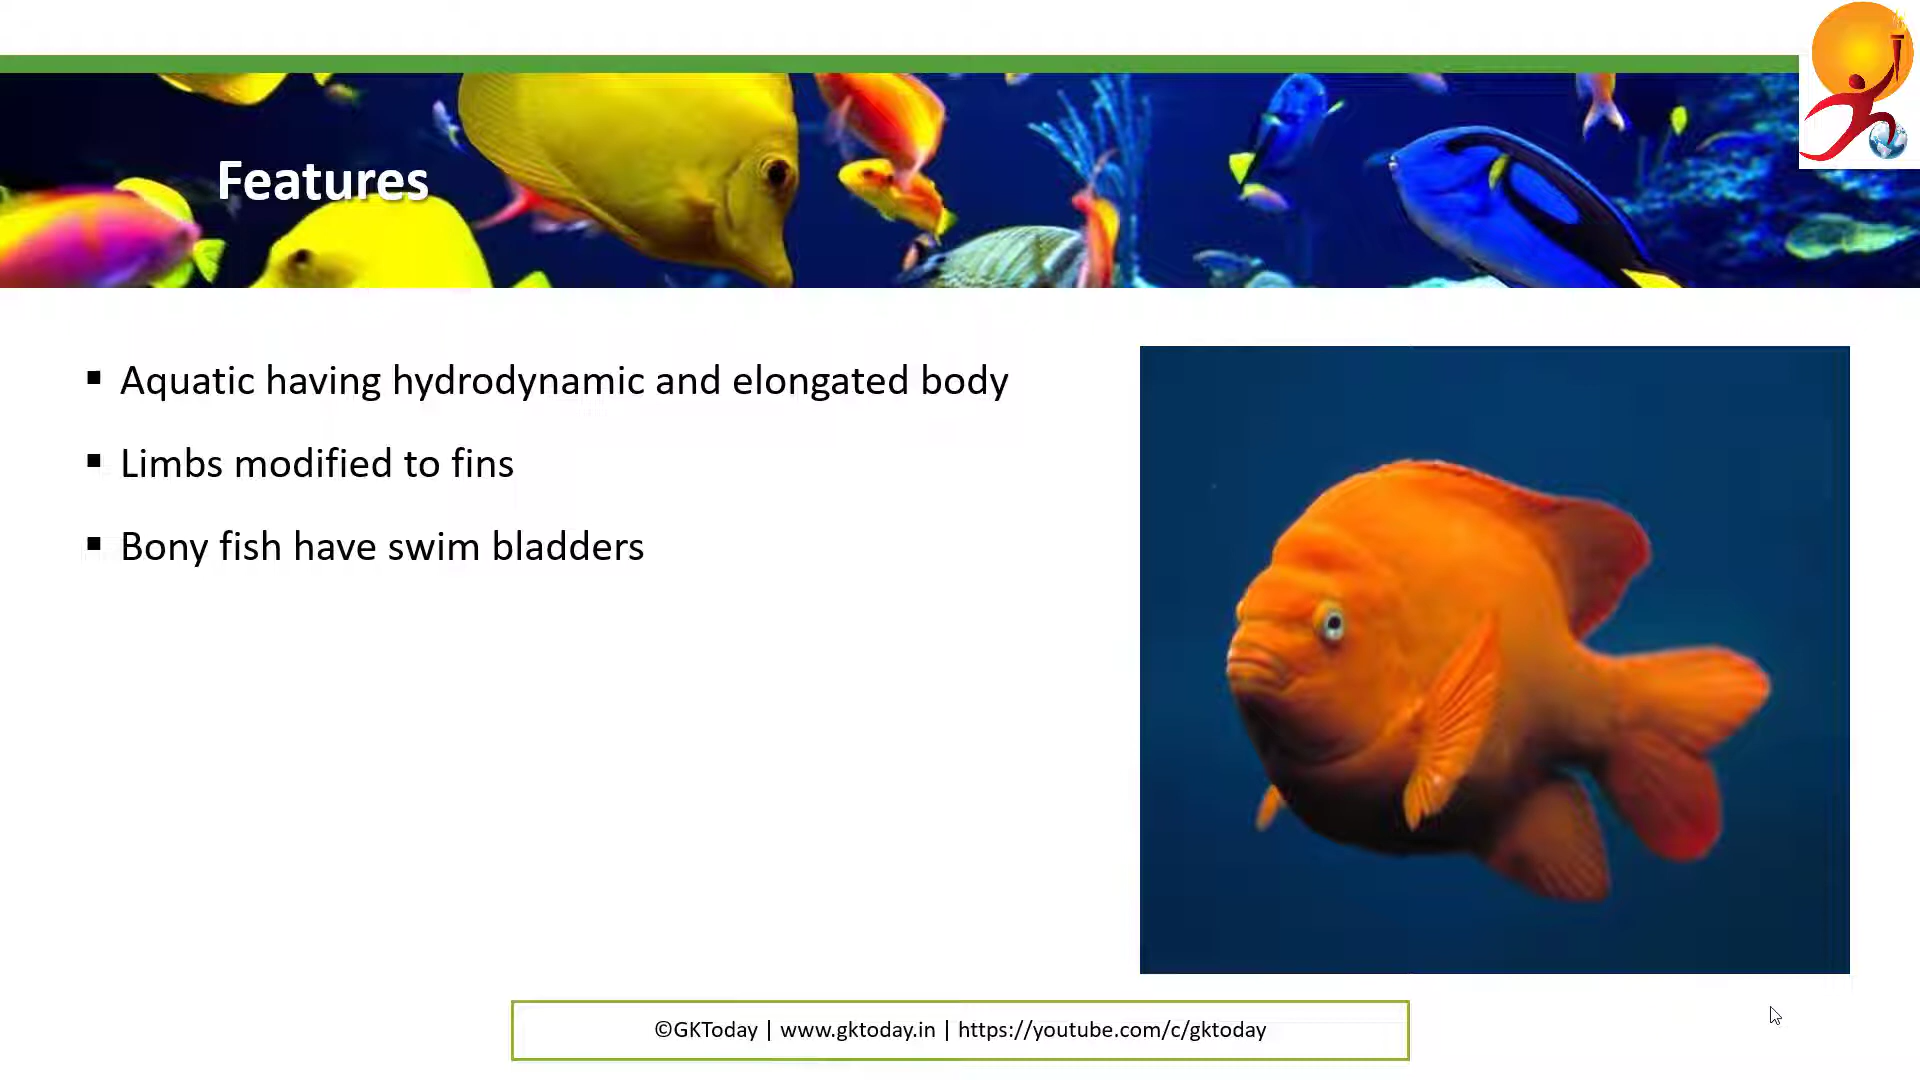 Features
▪ Aquatic having hydrodynamic and elongated body
▪ Limbs modified to fins
▪ Bony fish have swim bladders
©GKToday | www.gktoday.in | https://youtube.com/c/gktoday